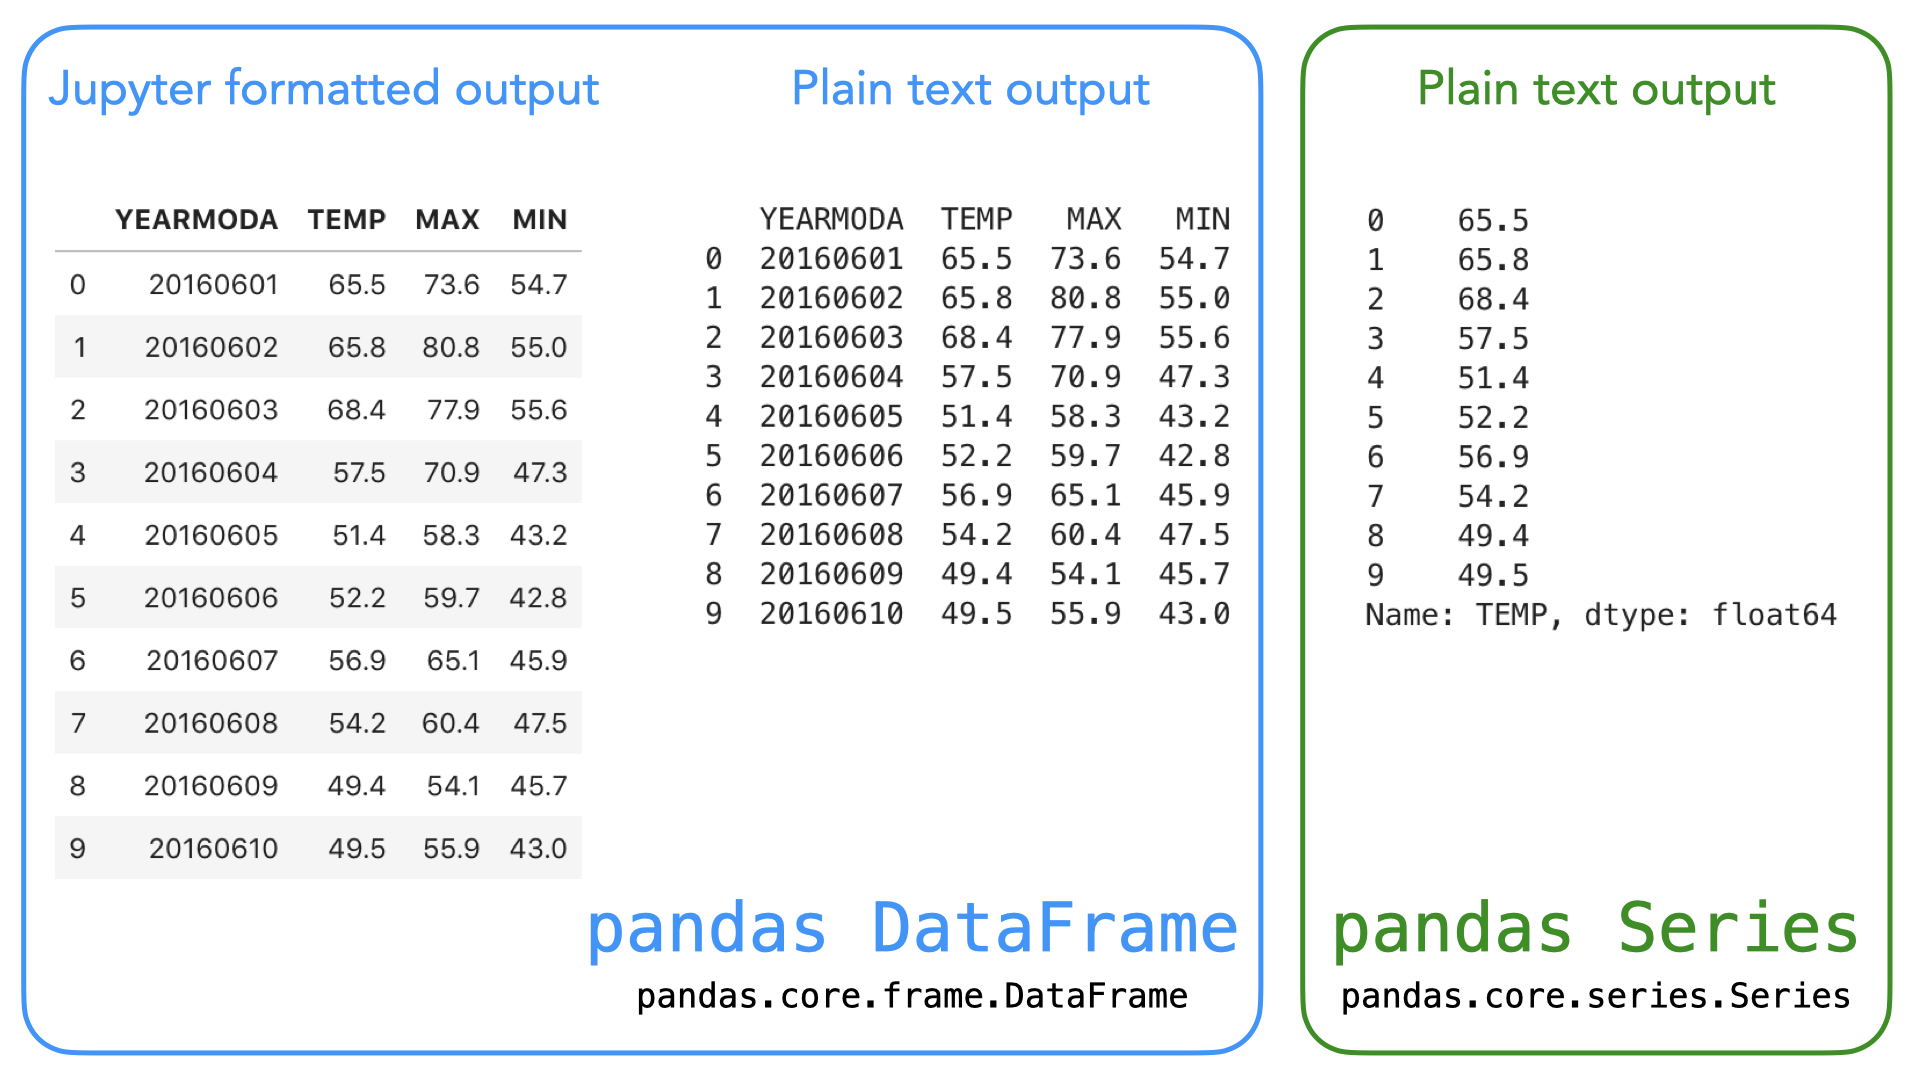 Jupyter formatted output
YEARMODA TEMP MAX MIN
0 20160601 65.5 73.6 54.7
1 20160602 65.8 80.8 55.0
2 20160603 68.4 77.9 55.6
3 20160604 57.5 70.9 47.3
4 20160605 51.4 58.3 43.2
5 20160606 52.2 59.7 42.8
6 20160607 56.9 65.1 45.9
7 20160608 54.2 60.4 47.5
8 20160609 49.4 54.1 45.7
9 20160610 49.5 55.9 43.0
Plain text output
YEARMODA TEMP MAX MIN
0 20160601 65.5 73.6 54.7
1 20160602 65.8 80.8 55.0
2 20160603 68.4 77.9 55.6
3 20160604 57.5 70.9 47.3
4 20160605 51.4 58.3 43.2
5 20160606 52.2 59.7 42.8
6 20160607 56.9 65.1 45.9
7 20160608 54.2 60.4 47.5
8 20160609 49.4 54.1 45.7
9 20160610 49.5 55.9 43.0
pandas DataFrame
pandas.core.frame.DataFrame
Plain text output
0 65.5
1 65.8
2 68.4
3 57.5
4 51.4
5 52.2
6 56.9
7 54.2
8 49.4
9 49.5
Name: TEMP, dtype: float64
pandas Series
pandas.core.series.Series